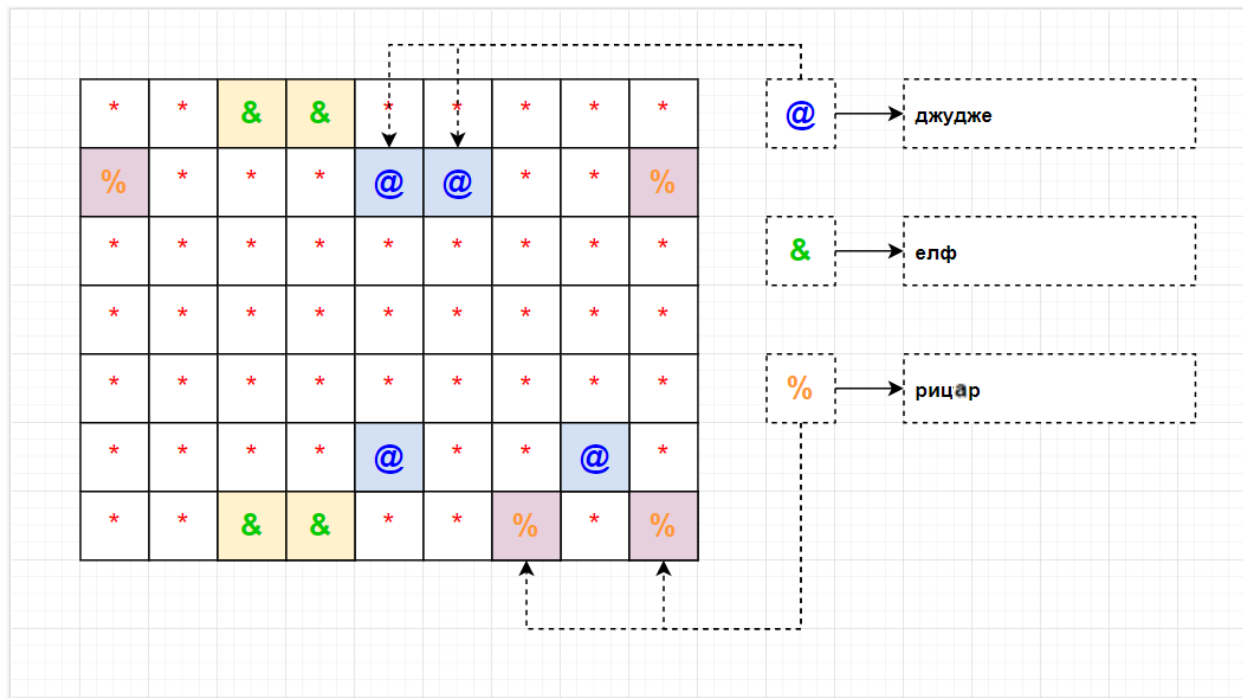 * * & & * * * * *
% * * * @ @ * * %
* * * * * * * * *
* * * * * * * * *
* * * * * * * * *
* * * * @ * * @ *
* * & & * * % * %
@ джудже
& елф
% рицар